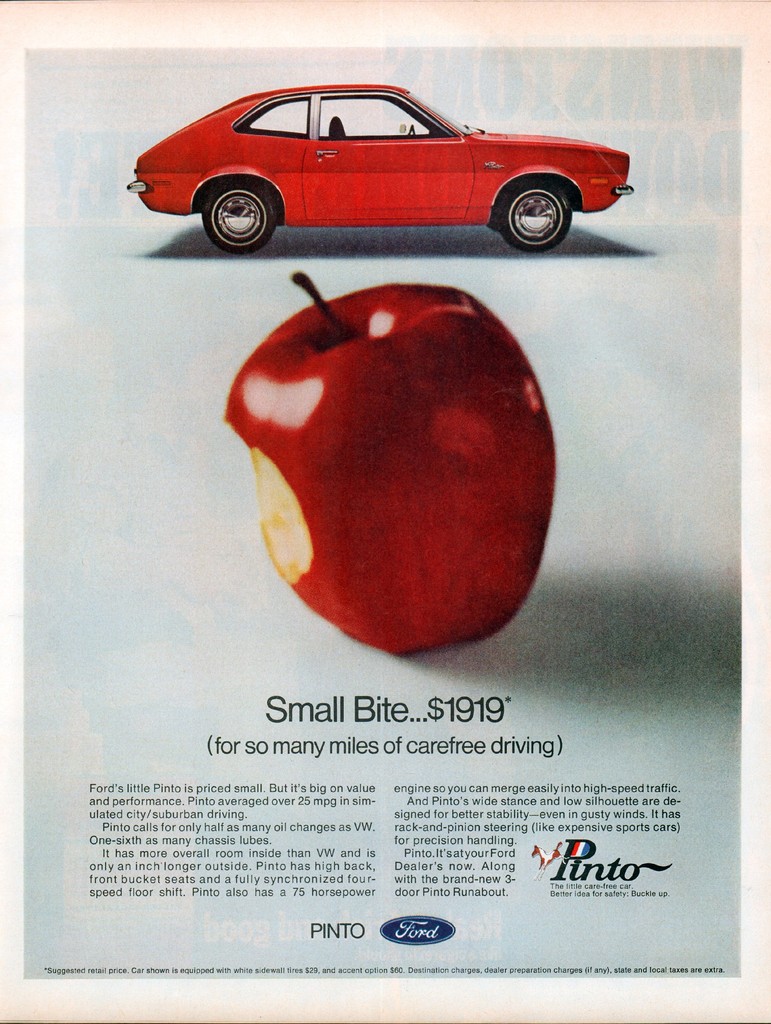 Small Bite...$1919*
(for so many miles of carefree driving)
Ford's little Pinto is priced small. But it's big on value
and performance. Pinto averaged over 25 mpg in sim-
ulated city/suburban driving.
Pinto calls for only half as many oil changes as VW.
One-sixth as many chassis lubes.
It has more overall room inside than VW and is
only an inch longer outside. Pinto has high back,
front bucket seats and a fully synchronized four-
speed floor shift. Pinto also has a 75 horsepower
engine so you can merge easily into high-speed traffic.
And Pinto's wide stance and low silhouette are de-
signed for better stability—even in gusty winds. It has
rack-and-pinion steering (like expensive sports cars)
for precision handling.
Pinto. It's at your Ford
Dealer's now. Along
with the brand-new 3-
door Pinto Runabout.
Pinto
The little care-free car.
Better idea for safety: Buckle up.
PINTO Ford
*Suggested retail price. Car shown is equipped with white sidewall tires $29, and accent option $60. Destination charges, dealer preparation charges (if any), state and local taxes are extra.